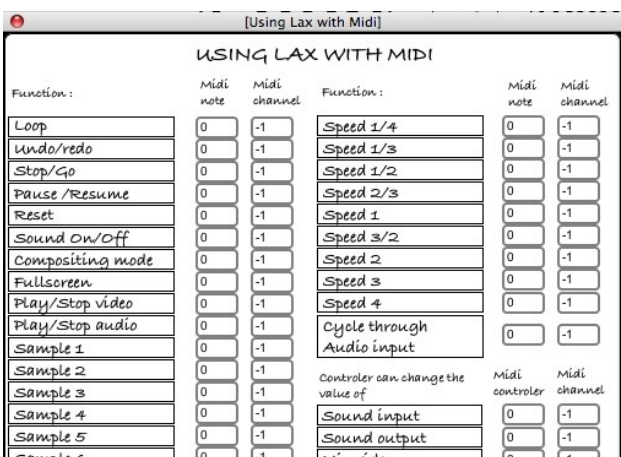 [Using Lax with Midi]
USING LAX WITH MIDI
Function :
Midi note
Midi channel
Loop 0 -1
Undo/redo 0 -1
Stop/Go 0 -1
Pause /Resume 0 -1
Reset 0 -1
Sound On/Off 0 -1
Compositing mode 0 -1
Fullscreen 0 -1
Play/Stop video 0 -1
Play/Stop audio 0 -1
Sample 1 0 -1
Sample 2 0 -1
Sample 3 0 -1
Sample 4 0 -1
Sample 5 0 -1
Function :
Midi note
Midi channel
Speed 1/4 0 -1
Speed 1/3 0 -1
Speed 1/2 0 -1
Speed 2/3 0 -1
Speed 1 0 -1
Speed 3/2 0 -1
Speed 2 0 -1
Speed 3 0 -1
Speed 4 0 -1
Cycle through
Audio input 0 -1
Controler can change the
value of
Midi controler
Midi channel
Sound input 0 -1
Sound output 0 -1